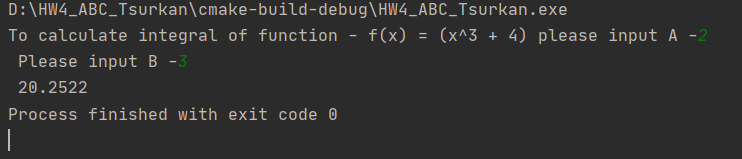 D:\HW4_ABC_Tsurkan\cmake-build-debug\HW4_ABC_Tsurkan.exe
To calculate integral of function - f(x) = (x^3 + 4) please input A -2
Please input B -3
20.2522
Process finished with exit code 0